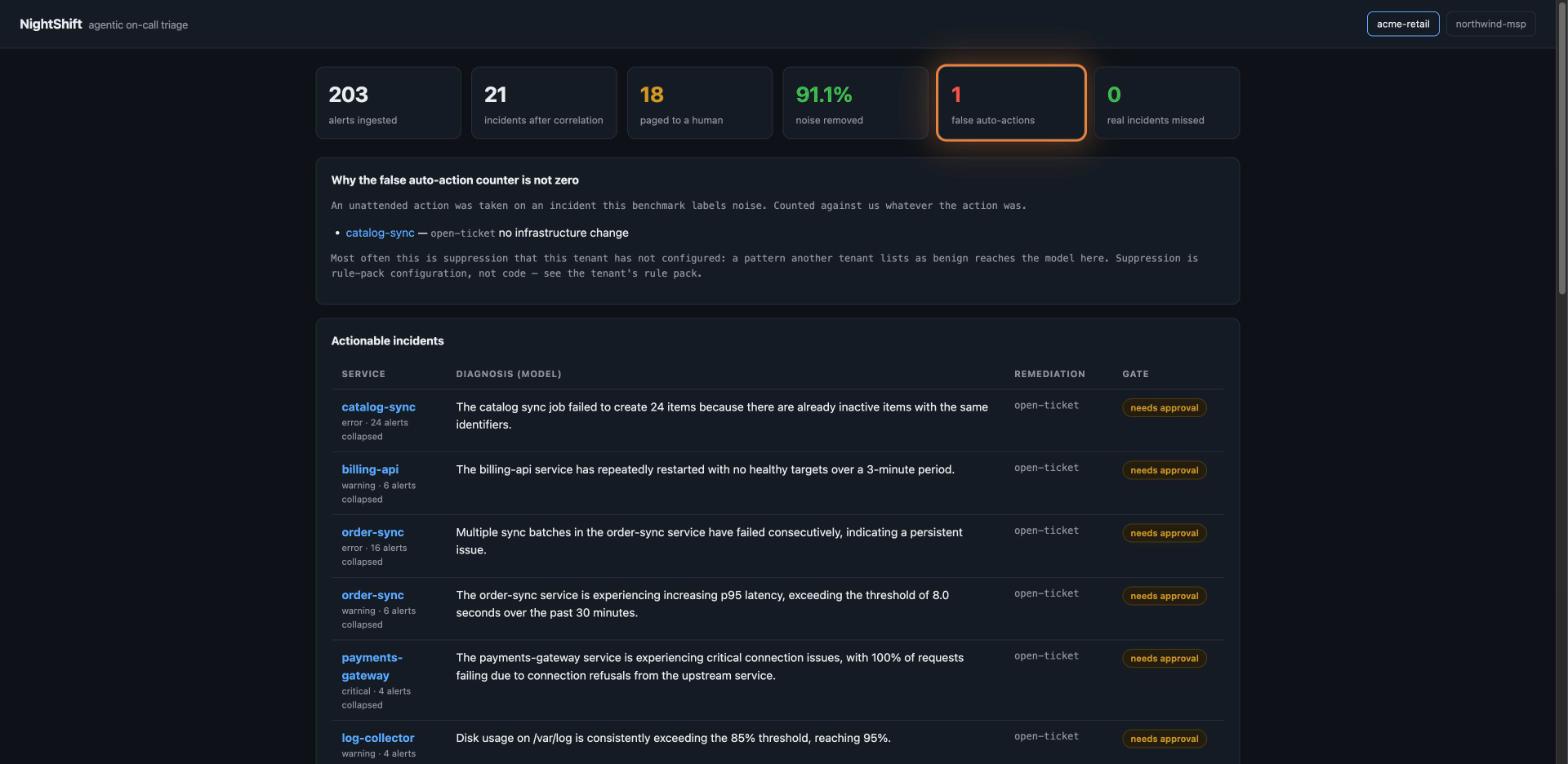 NightShift agentic on-call triage
acme-retail
northwind-msp
203
alerts ingested
21
incidents after correlation
18
paged to a human
91.1%
noise removed
1
false auto-actions
0
real incidents missed
Why the false auto-action counter is not zero
An unattended action was taken on an incident this benchmark labels noise. Counted against us whatever the action was.
• catalog-sync — open-ticket no infrastructure change
Most often this is suppression that this tenant has not configured: a pattern another tenant lists as benign reaches the model here. Suppression is
rule-pack configuration, not code — see the tenant's rule pack.
Actionable incidents
SERVICE DIAGNOSIS (MODEL) REMEDIATION GATE
catalog-sync
error · 24 alerts
collapsed
The catalog sync job failed to create 24 items because there are already inactive items with the same
identifiers.
open-ticket
needs approval
billing-api
warning · 6 alerts
collapsed
The billing-api service has repeatedly restarted with no healthy targets over a 3-minute period.
open-ticket
needs approval
order-sync
error · 16 alerts
collapsed
Multiple sync batches in the order-sync service have failed consecutively, indicating a persistent
issue.
open-ticket
needs approval
order-sync
warning · 6 alerts
collapsed
The order-sync service is experiencing increasing p95 latency, exceeding the threshold of 8.0
seconds over the past 30 minutes.
open-ticket
needs approval
payments-
gateway
critical · 4 alerts
collapsed
The payments-gateway service is experiencing critical connection issues, with 100% of requests
failing due to connection refusals from the upstream service.
open-ticket
needs approval
log-collector
warning · 4 alerts
Disk usage on /var/log is consistently exceeding the 85% threshold, reaching 95%.
open-ticket
needs approval